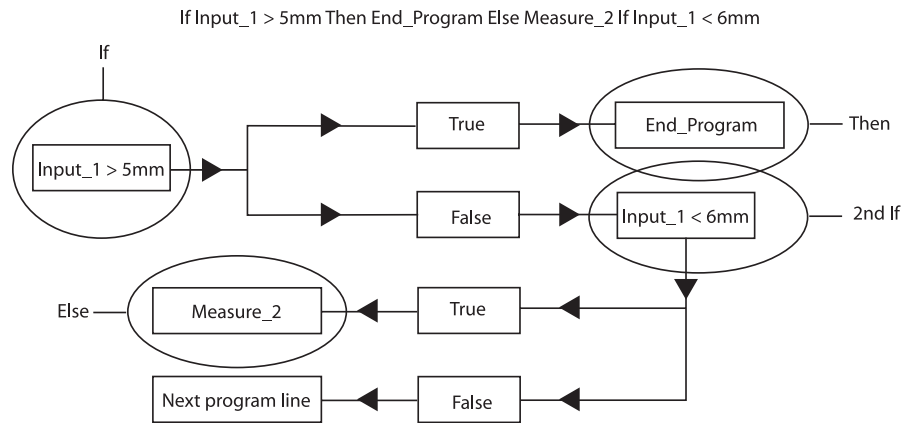 If Input_1 > 5mm Then End_Program Else Measure_2 If Input_1 < 6mm
If
True
End_Program
Then
Input_1 > 5mm
False
Input_1 < 6mm
2nd If
Else
Measure_2
True
Next program line
False